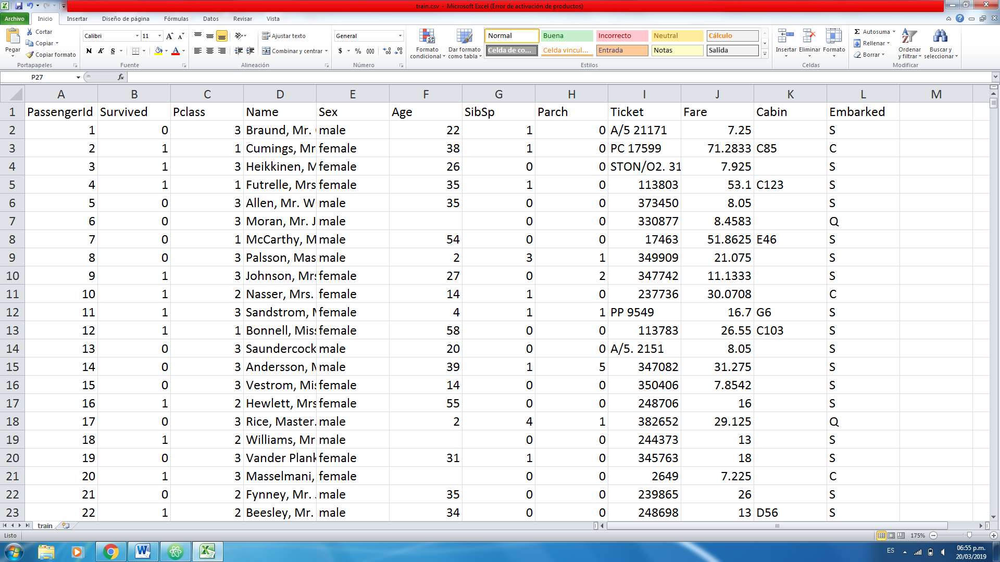 train.csv - Microsoft Excel (Error de activación de productos)
Archivo Inicio Insertar Diseño de página Fórmulas Datos Revisar Vista
Pegar
Cortar
Copiar
Copiar formato
Portapapeles
Calibri 11
N K S
Fuente
Ajustar texto
Combinar y centrar
Alineación
General
$ % 000
Número
Formato condicional
Dar formato como tabla
Normal Buena Incorrecto Neutral Cálculo
Celda de co... Celda vincul... Entrada Notas Salida
Estilos
Insertar Eliminar Formato
Celdas
Autosuma
Rellenar
Borrar
Ordenar y filtrar
Buscar y seleccionar
Modificar
P27 fx
A B C D E F G H I J K L M
1 PassengerId Survived Pclass Name Sex Age SibSp Parch Ticket Fare Cabin Embarked
2 1 0 3 Braund, Mr. male 22 1 0 A/5 21171 7.25 S
3 2 1 1 Cumings, Mr female 38 1 0 PC 17599 71.2833 C85 C
4 3 1 3 Heikkinen, M female 26 0 0 STON/O2. 31 7.925 S
5 4 1 1 Futrelle, Mrs female 35 1 0 113803 53.1 C123 S
6 5 0 3 Allen, Mr. W male 35 0 0 373450 8.05 S
7 6 0 3 Moran, Mr. J male 0 0 330877 8.4583 Q
8 7 0 1 McCarthy, M male 54 0 0 17463 51.8625 E46 S
9 8 0 3 Palsson, Mas male 2 3 1 349909 21.075 S
10 9 1 3 Johnson, Mrs female 27 0 2 347742 11.1333 S
11 10 1 2 Nasser, Mrs. female 14 1 0 237736 30.0708 C
12 11 1 3 Sandstrom, M female 4 1 1 PP 9549 16.7 G6 S
13 12 1 1 Bonnell, Miss female 58 0 0 113783 26.55 C103 S
14 13 0 3 Saundercock male 20 0 0 A/5. 2151 8.05 S
15 14 0 3 Andersson, M male 39 1 5 347082 31.275 S
16 15 0 3 Vestrom, Mis female 14 0 0 350406 7.8542 S
17 16 1 2 Hewlett, Mrs female 55 0 0 248706 16 S
18 17 0 3 Rice, Master. male 2 4 1 382652 29.125 Q
19 18 1 2 Williams, Mr male 0 0 244373 13 S
20 19 0 3 Vander Plank female 31 1 0 345763 18 S
21 20 1 3 Masselmani, female 0 0 2649 7.225 C
22 21 0 2 Fynney, Mr. male 35 0 0 239865 26 S
23 22 1 2 Beesley, Mr. male 34 0 0 248698 13 D56 S
train
Listo 175%
ES 06:55 p.m.
20/03/2019